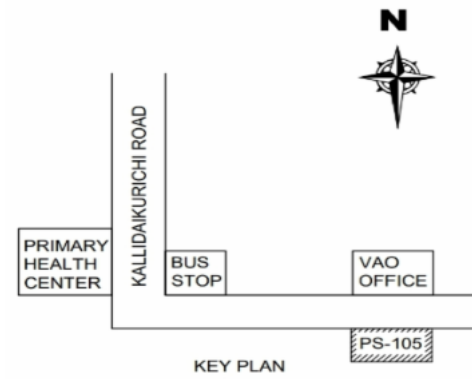 N
KALLIDAIKURICHI ROAD
PRIMARY
HEALTH
CENTER
BUS
STOP
VAO
OFFICE
PS-105
KEY PLAN